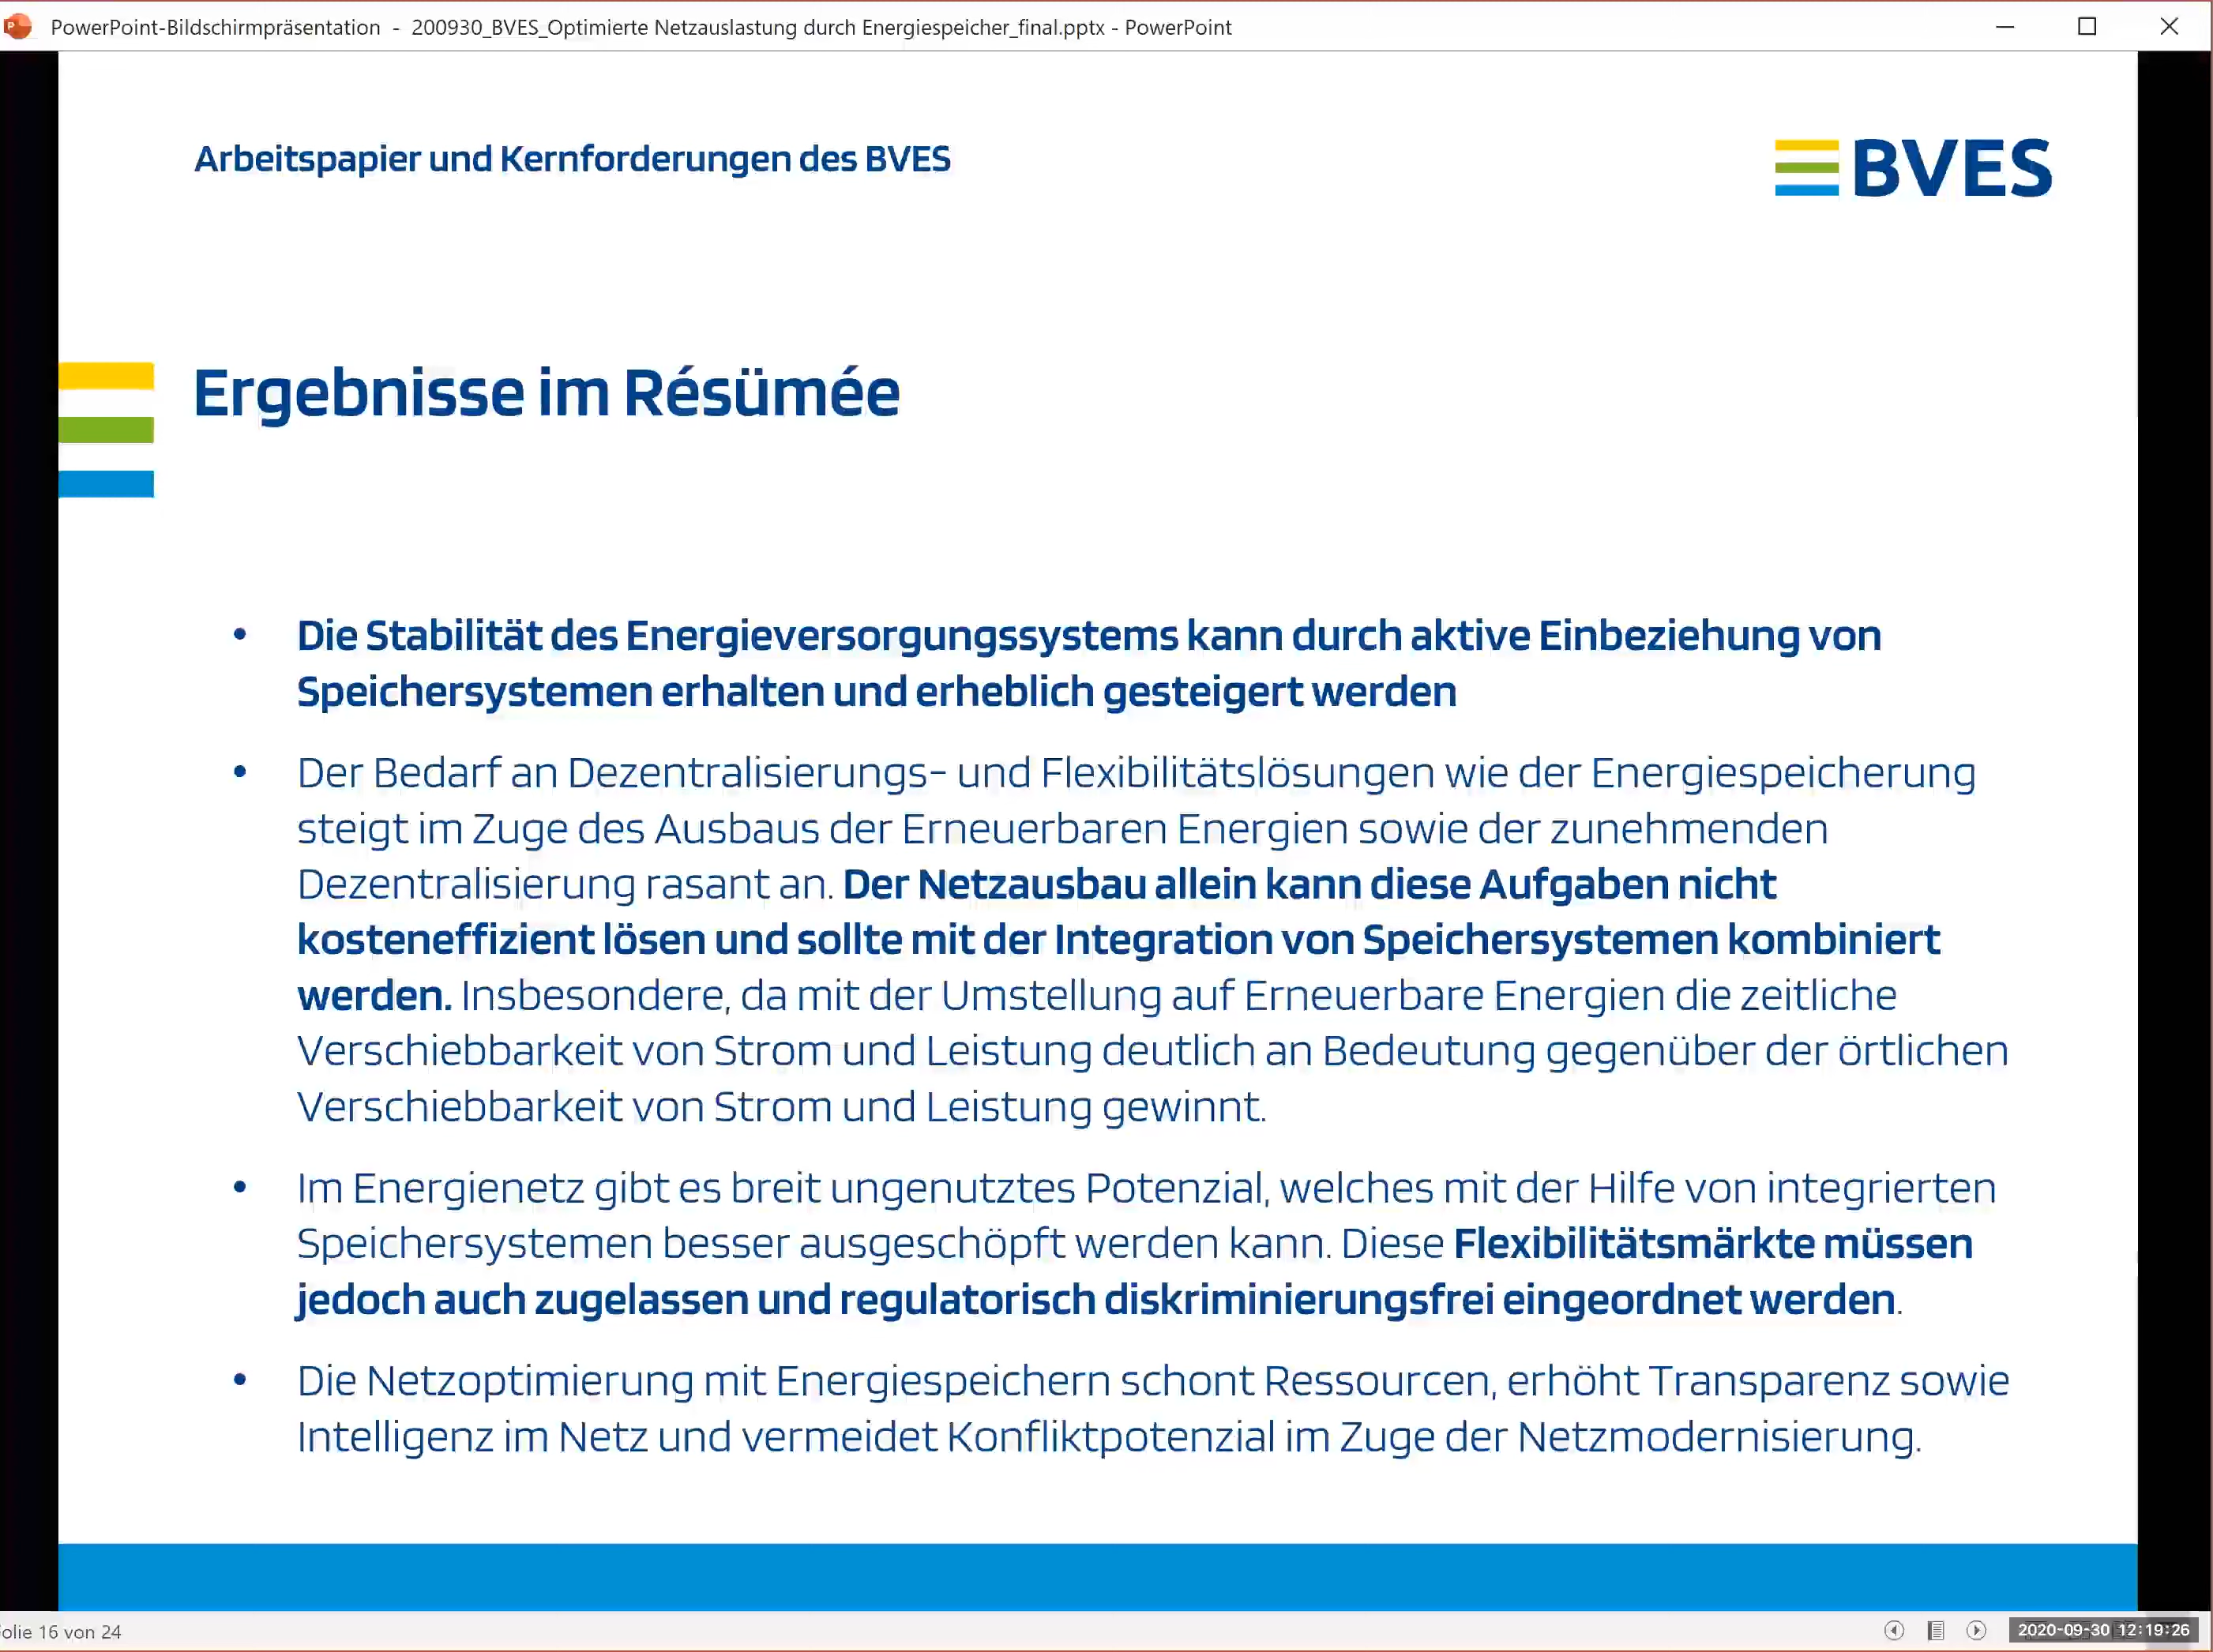 PowerPoint-Bildschirmpräsentation - 200930_BVES_Optimierte Netzauslastung durch Energiespeicher_final.pptx - PowerPoint
Arbeitspapier und Kernforderungen des BVES
BVES
Ergebnisse im Résümée
• Die Stabilität des Energieversorgungssystems kann durch aktive Einbeziehung von
Speichersystemen erhalten und erheblich gesteigert werden
• Der Bedarf an Dezentralisierungs- und Flexibilitätslösungen wie der Energiespeicherung
steigt im Zuge des Ausbaus der Erneuerbaren Energien sowie der zunehmenden
Dezentralisierung rasant an. Der Netzausbau allein kann diese Aufgaben nicht
kosteneffizient lösen und sollte mit der Integration von Speichersystemen kombiniert
werden. Insbesondere, da mit der Umstellung auf Erneuerbare Energien die zeitliche
Verschiebbarkeit von Strom und Leistung deutlich an Bedeutung gegenüber der örtlichen
Verschiebbarkeit von Strom und Leistung gewinnt.
• Im Energienetz gibt es breit ungenutztes Potenzial, welches mit der Hilfe von integrierten
Speichersystemen besser ausgeschöpft werden kann. Diese Flexibilitätsmärkte müssen
jedoch auch zugelassen und regulatorisch diskriminierungsfrei eingeordnet werden.
• Die Netzoptimierung mit Energiespeichern schont Ressourcen, erhöht Transparenz sowie
Intelligenz im Netz und vermeidet Konfliktpotenzial im Zuge der Netzmodernisierung.
olie 16 von 24
2020-09-30 12:19:26